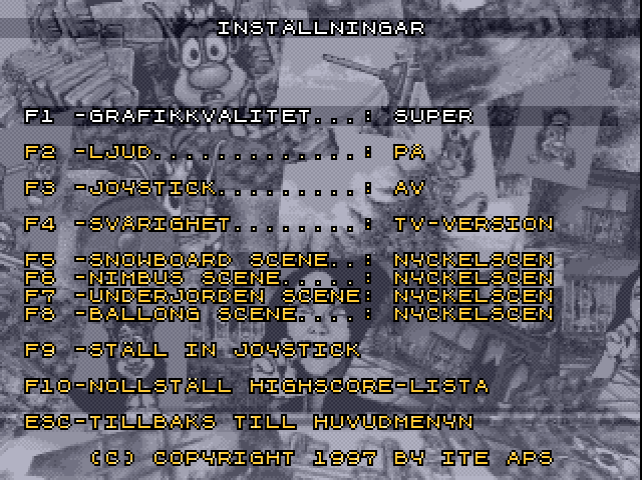 INSTÄLLNINGAR
F1 -GRAFIKKVALITET...: SUPER
F2 -LJUD.............: PÅ
F3 -JOYSTICK.........: AV
F4 -SVÅRIGHET........: TV-VERSION
F5 -SNOWBOARD SCENE..: NYCKELSCEN
F6 -NIMBUS SCENE.....: NYCKELSCEN
F7 -UNDERJORDEN SCENE: NYCKELSCEN
F8 -BALLONG SCENE....: NYCKELSCEN
F9 -STÄLL IN JOYSTICK
F10-NOLLSTÄLL HIGHSCORE-LISTA
ESC-TILLBAKS TILL HUVUDMENYN
(C) COPYRIGHT 1997 BY ITE APS